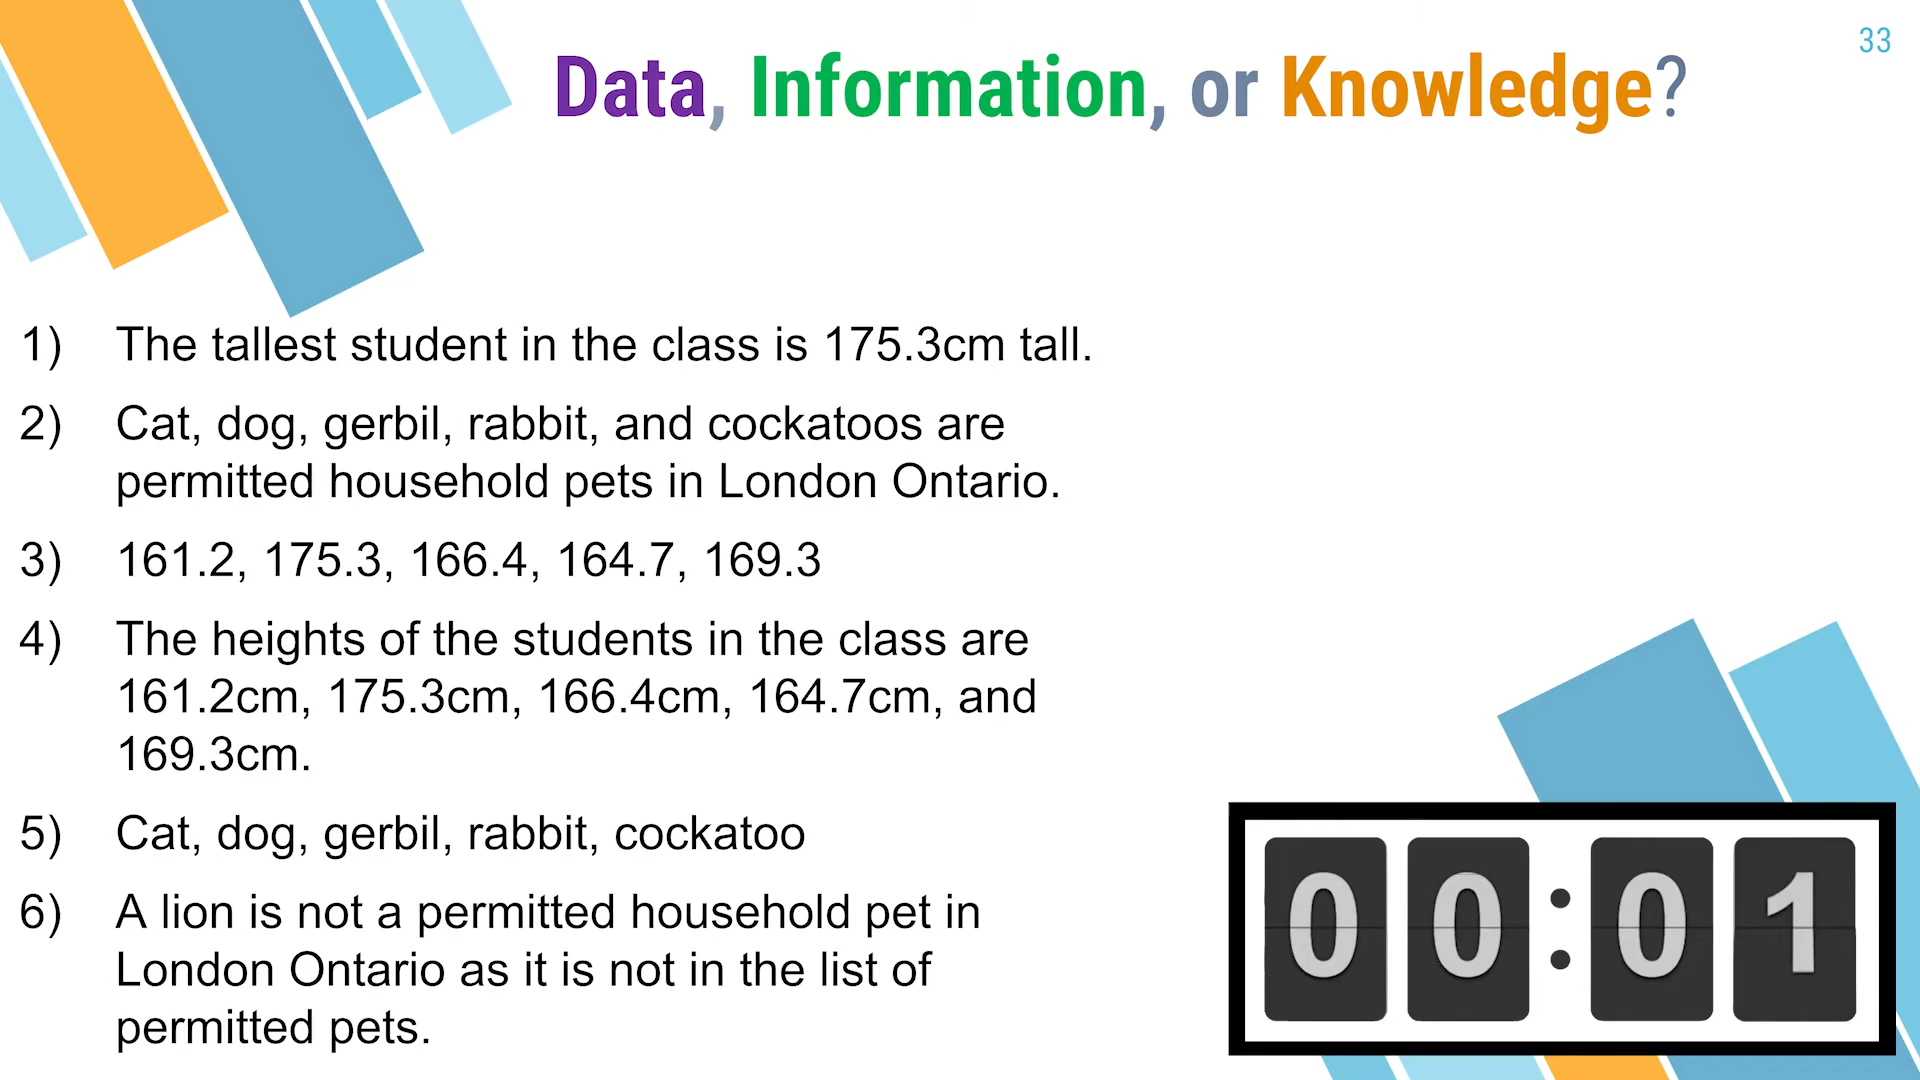 33
Data, Information, or Knowledge?
1) The tallest student in the class is 175.3cm tall.
2) Cat, dog, gerbil, rabbit, and cockatoos are
permitted household pets in London Ontario.
3) 161.2, 175.3, 166.4, 164.7, 169.3
4) The heights of the students in the class are
161.2cm, 175.3cm, 166.4cm, 164.7cm, and
169.3cm.
5) Cat, dog, gerbil, rabbit, cockatoo
6) A lion is not a permitted household pet in
London Ontario as it is not in the list of
permitted pets.
00:01